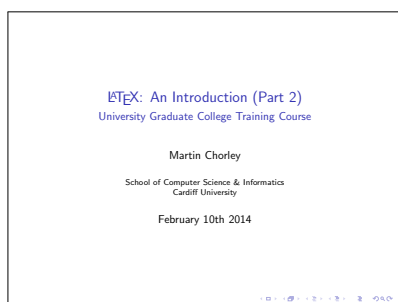 LATEX: An Introduction (Part 2)
University Graduate College Training Course
Martin Chorley
School of Computer Science & Informatics
Cardiff University
February 10th 2014